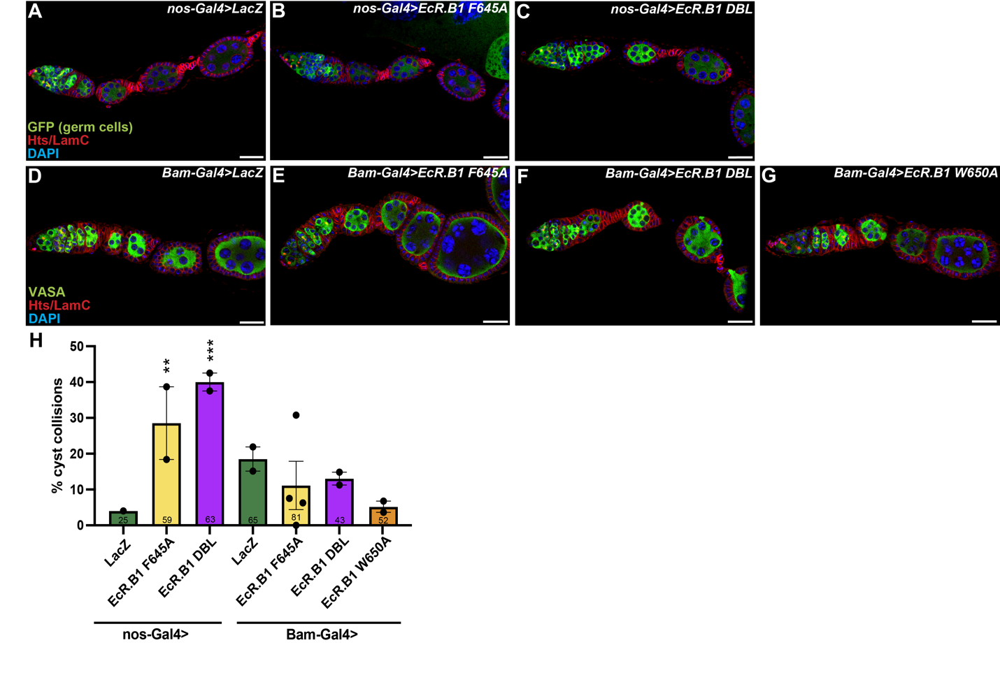 A
nos-Gal4>LacZ
GFP (germ cells)
Hts/LamC
DAPI
B
nos-Gal4>EcR.B1 F645A
C
nos-Gal4>EcR.B1 DBL
D
Bam-Gal4>LacZ
VASA
Hts/LamC
DAPI
E
Bam-Gal4>EcR.B1 F645A
F
Bam-Gal4>EcR.B1 DBL
G
Bam-Gal4>EcR.B1 W650A
H
% cyst collisions
50
40
30
20
10
0
**
***
25
59
63
65
81
43
52
LacZ
EcR.B1 F645A
EcR.B1 DBL
LacZ
EcR.B1 F645A
EcR.B1 DBL
EcR.B1 W650A
nos-Gal4>
Bam-Gal4>